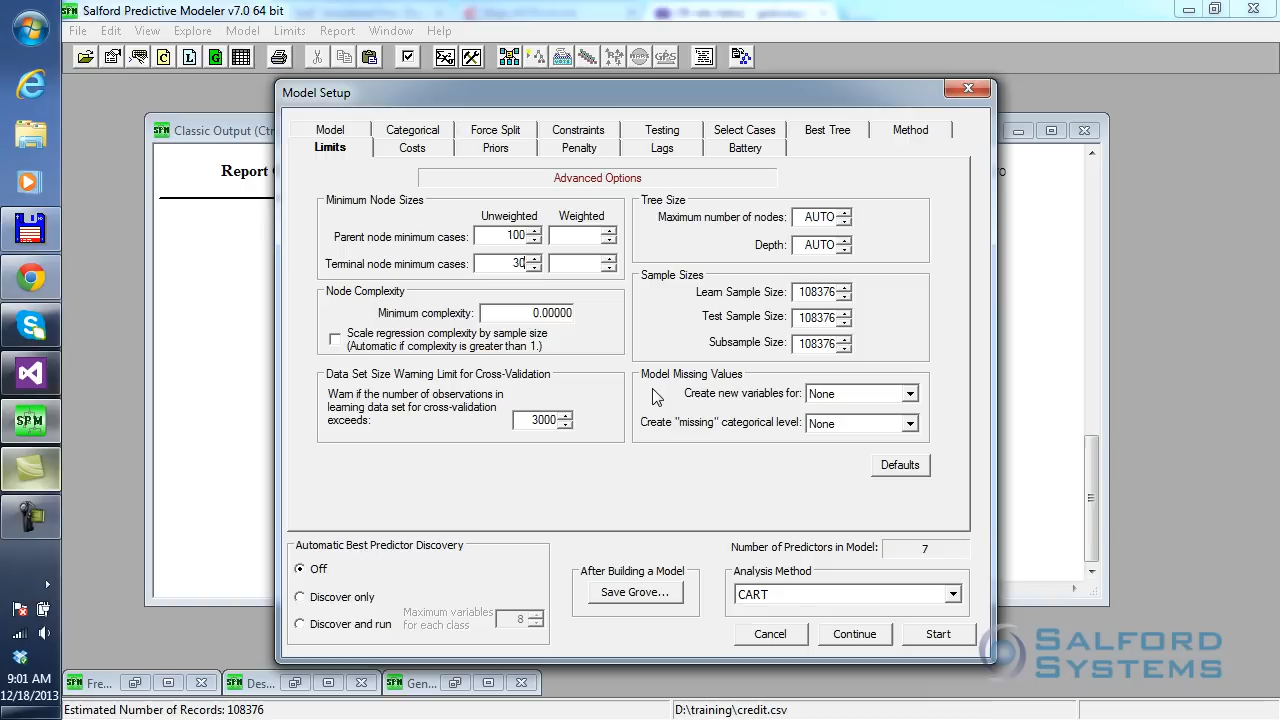 Salford Predictive Modeler v7.0 64 bit
File Edit View Explore Model Limits Report Window Help
Model Setup
Classic Output (Ctr
Report
Model Categorical Force Split Constraints Testing Select Cases Best Tree Method
Limits Costs Priors Penalty Lags Battery
Advanced Options
Minimum Node Sizes
Unweighted Weighted
Parent node minimum cases: 100
Terminal node minimum cases: 30
Node Complexity
Minimum complexity: 0.00000
Scale regression complexity by sample size
(Automatic if complexity is greater than 1.)
Data Set Size Warning Limit for Cross-Validation
Warn if the number of observations in
learning data set for cross-validation
exceeds: 3000
Tree Size
Maximum number of nodes: AUTO
Depth: AUTO
Sample Sizes
Learn Sample Size: 108376
Test Sample Size: 108376
Subsample Size: 108376
Model Missing Values
Create new variables for: None
Create "missing" categorical level: None
Defaults
Automatic Best Predictor Discovery
Off
Discover only
Discover and run
Maximum variables
for each class 8
After Building a Model
Save Grove...
Number of Predictors in Model: 7
Analysis Method
CART
Cancel Continue Start
SALFORD
SYSTEMS
Fre... Des... Gen...
9:01 AM
12/18/2013
Estimated Number of Records: 108376
D:\training\credit.csv